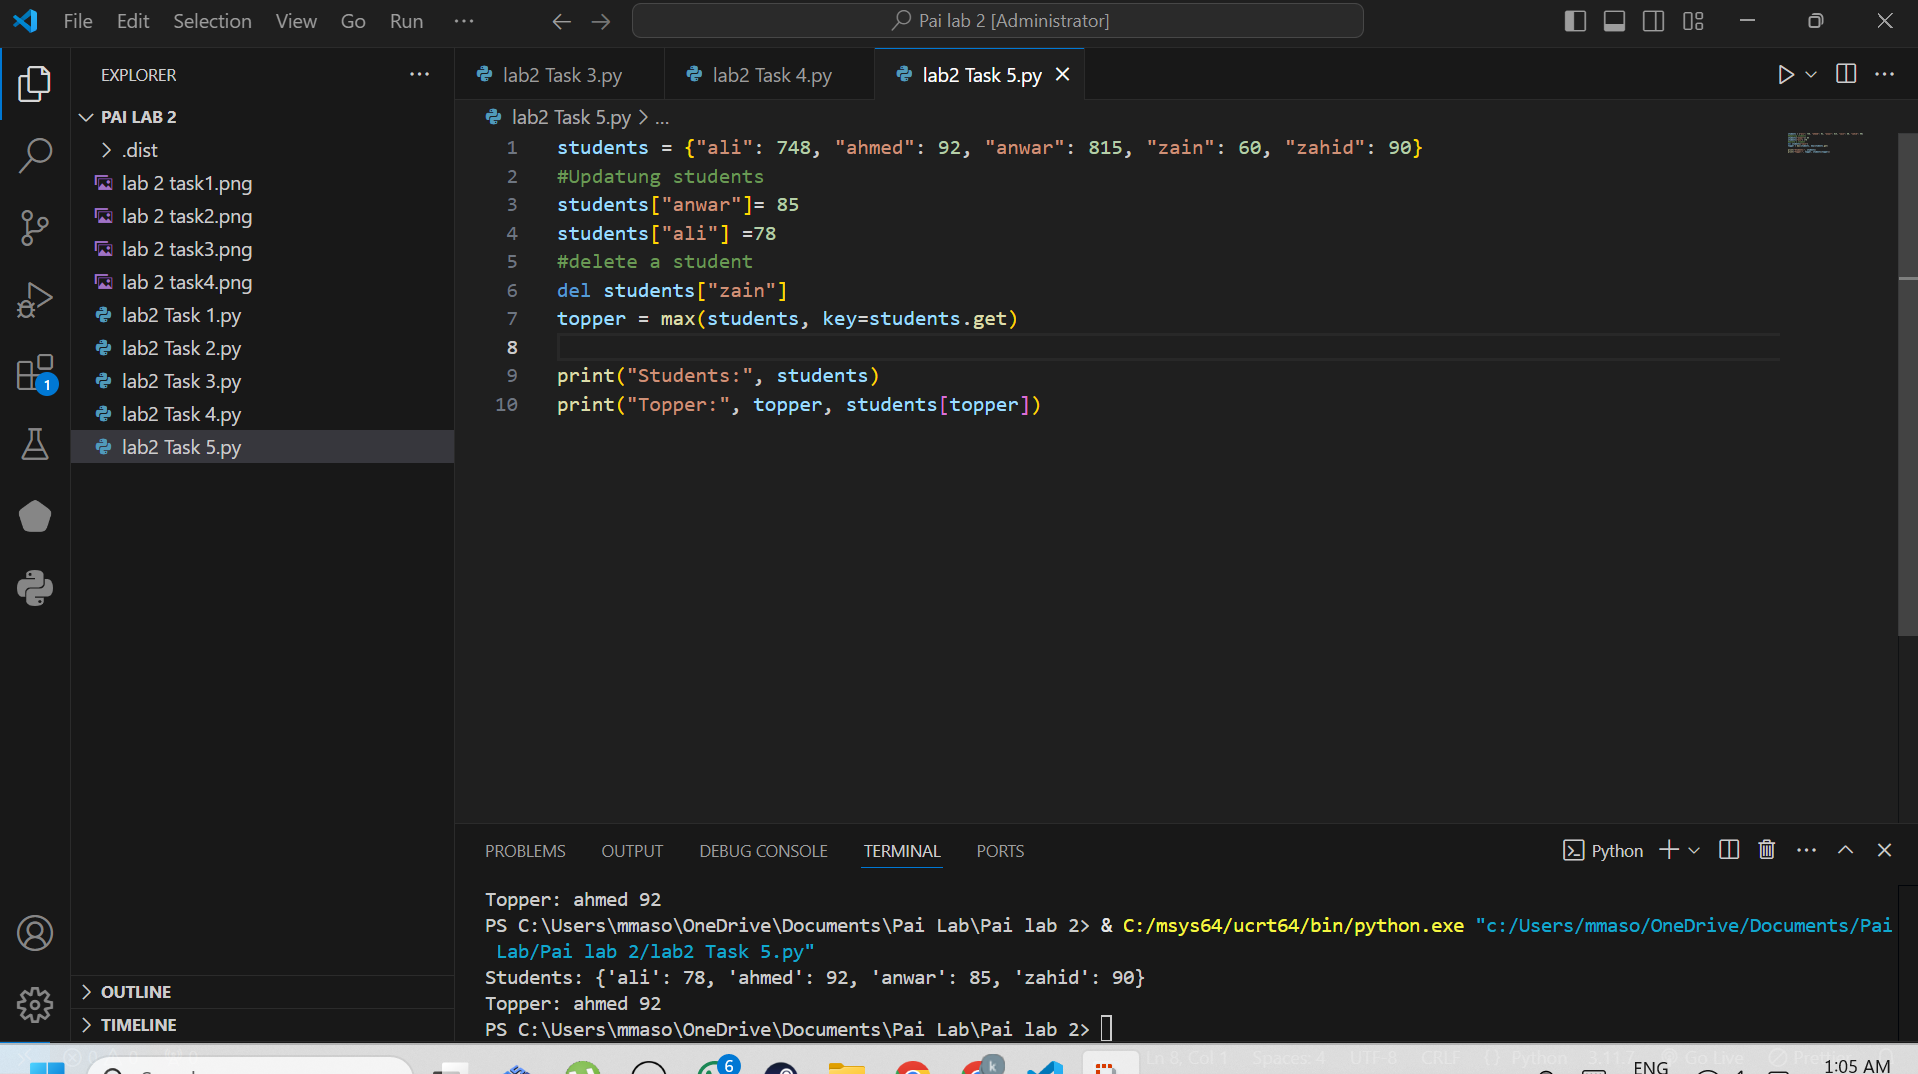 File Edit Selection View Go Run ···
Pai lab 2 [Administrator]
EXPLORER
PAI LAB 2
.dist
lab 2 task1.png
lab 2 task2.png
lab 2 task3.png
lab 2 task4.png
lab2 Task 1.py
lab2 Task 2.py
lab2 Task 3.py
lab2 Task 4.py
lab2 Task 5.py
OUTLINE
TIMELINE
1
lab2 Task 3.py lab2 Task 4.py lab2 Task 5.py
lab2 Task 5.py > ...
1 students = {"ali": 748, "ahmed": 92, "anwar": 815, "zain": 60, "zahid": 90}
2 #Updatung students
3 students["anwar"]= 85
4 students["ali"] =78
5 #delete a student
6 del students["zain"]
7 topper = max(students, key=students.get)
8
9 print("Students:", students)
10 print("Topper:", topper, students[topper])
PROBLEMS OUTPUT DEBUG CONSOLE TERMINAL PORTS
Python
Topper: ahmed 92
PS C:\Users\mmaso\OneDrive\Documents\Pai Lab\Pai lab 2> & C:/msys64/ucrt64/bin/python.exe "c:/Users/mmaso/OneDrive/Documents/Pai
Lab/Pai lab 2/lab2 Task 5.py"
Students: {'ali': 78, 'ahmed': 92, 'anwar': 85, 'zahid': 90}
Topper: ahmed 92
PS C:\Users\mmaso\OneDrive\Documents\Pai Lab\Pai lab 2>
Ln 8, Col 1 Spaces: 4 UTF-8 CRLF {} Python Go Live
6
k
ENG
1:05 AM